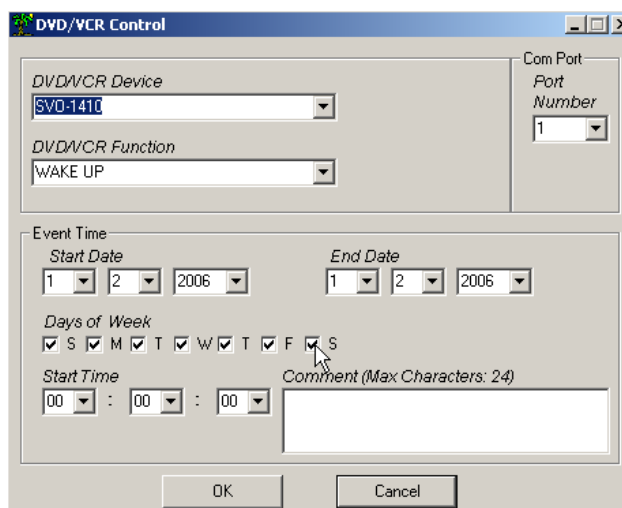 DVD/VCR Control
Com Port
DVD/VCR Device
Port
Number
SVO-1410
1
DVD/VCR Function
WAKE UP
Event Time
Start Date
End Date
1 2 2006
1 2 2006
Days of Week
S M T W T F S
Start Time
Comment (Max Characters: 24)
00 : 00 : 00
OK
Cancel